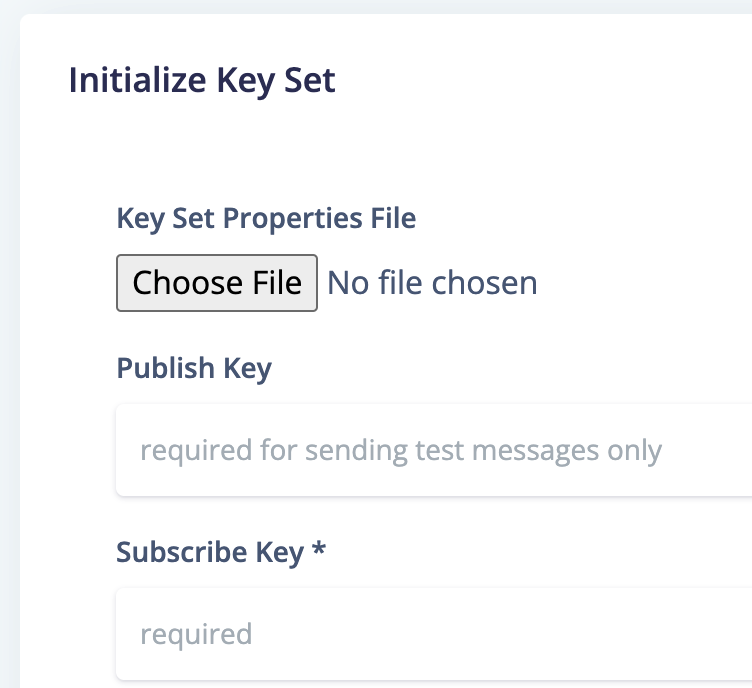 Initialize Key Set
Key Set Properties File
Choose File No file chosen
Publish Key
required for sending test messages only
Subscribe Key *
required